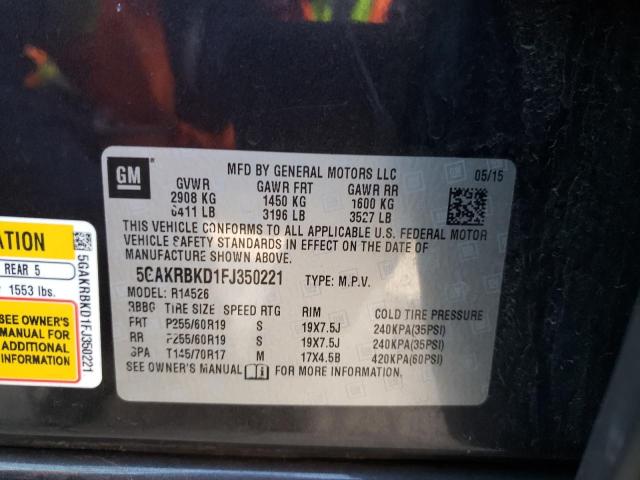 GM
MFD BY GENERAL MOTORS LLC 05/15
GVWR GAWR FRT GAWR RR
2908 KG 1450 KG 1600 KG
6411 LB 3196 LB 3527 LB
THIS VEHICLE CONFORMS TO ALL APPLICABLE U.S. FEDERAL MOTOR
VEHICLE SAFETY STANDARDS IN EFFECT ON THE DATE OF
MANUFACTURE SHOWN ABOVE.
5GAKRBKD1FJ350221 TYPE: M.P.V.
MODEL: R14526
RBBG TIRE SIZE SPEED RTG RIM COLD TIRE PRESSURE
FRT P255/60R19 S 19X7.5J 240KPA(35PSI)
RR P255/60R19 S 19X7.5J 240KPA(35PSI)
SPA T145/70R17 M 17X4.5B 420KPA(60PSI)
SEE OWNER'S MANUAL FOR MORE INFORMATION.
ATION
REAR 5
1553 lbs.
SEE OWNER'S
MANUAL FOR
ADDITIONAL
INFORMATION
5GAKRBKD1FJ350221